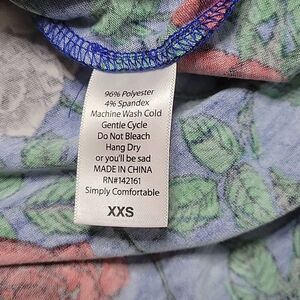 96% Polyester
4% Spandex
Machine Wash Cold
Gentle Cycle
Do Not Bleach
Hang Dry
or you'll be sad
MADE IN CHINA
RN#142161
Simply Comfortable
XXS